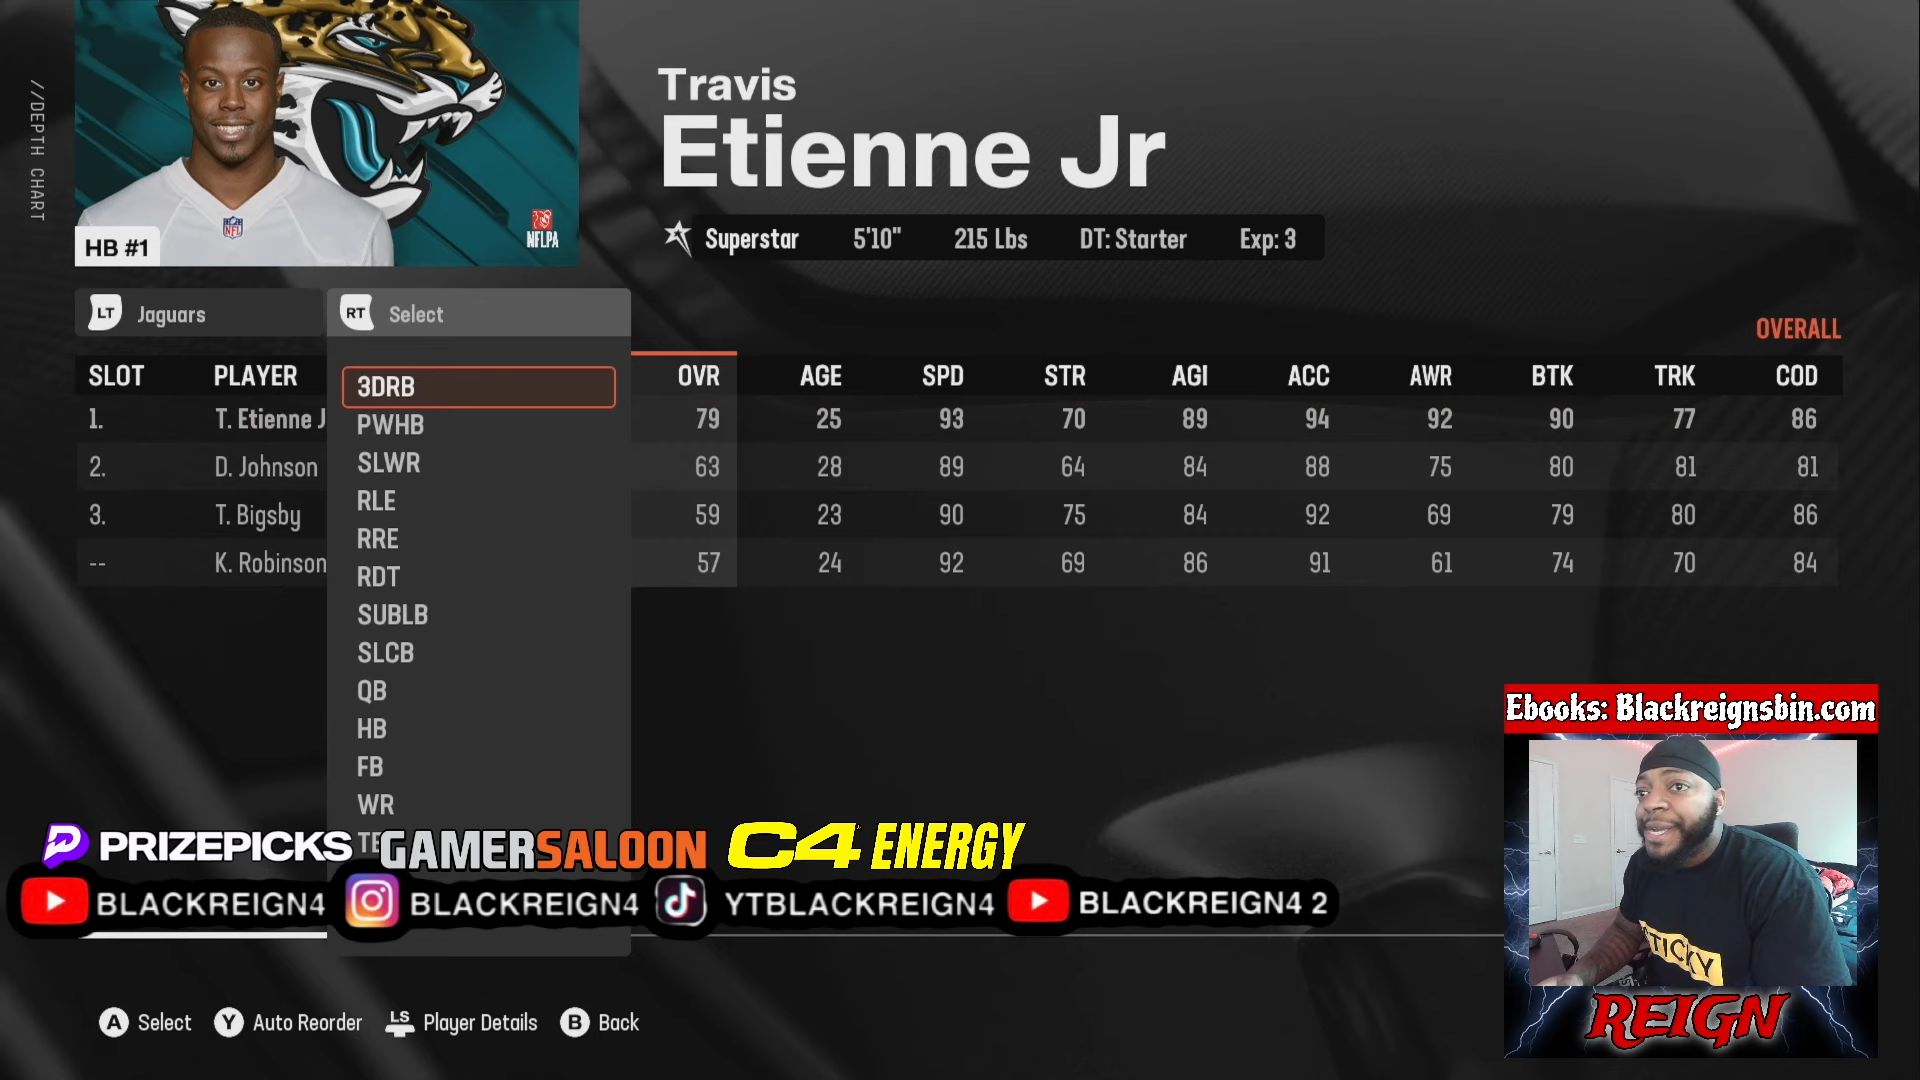 //DEPTH CHART
HB #1
NFL
NFLPA
Travis
Etienne Jr
Superstar 5'10" 215 Lbs DT: Starter Exp: 3
LT Jaguars RT Select
OVERALL
SLOT PLAYER OVR AGE SPD STR AGI ACC AWR BTK TRK COD
1. T. Etienne J 79 25 93 70 89 94 92 90 77 86
2. D. Johnson 63 28 89 64 84 88 75 80 81 81
3. T. Bigsby 59 23 90 75 84 92 69 79 80 86
-- K. Robinson 57 24 92 69 86 91 61 74 70 84
3DRB
PWHB
SLWR
RLE
RRE
RDT
SUBLB
SLCB
QB
HB
FB
WR
TE
PRIZEPICKS GAMERSALOON C4 ENERGY
BLACKREIGN4 BLACKREIGN4 YTBLACKREIGN4 BLACKREIGN4 2
A Select Y Auto Reorder LS Player Details B Back
Ebooks: Blackreignsbin.com
REIGN